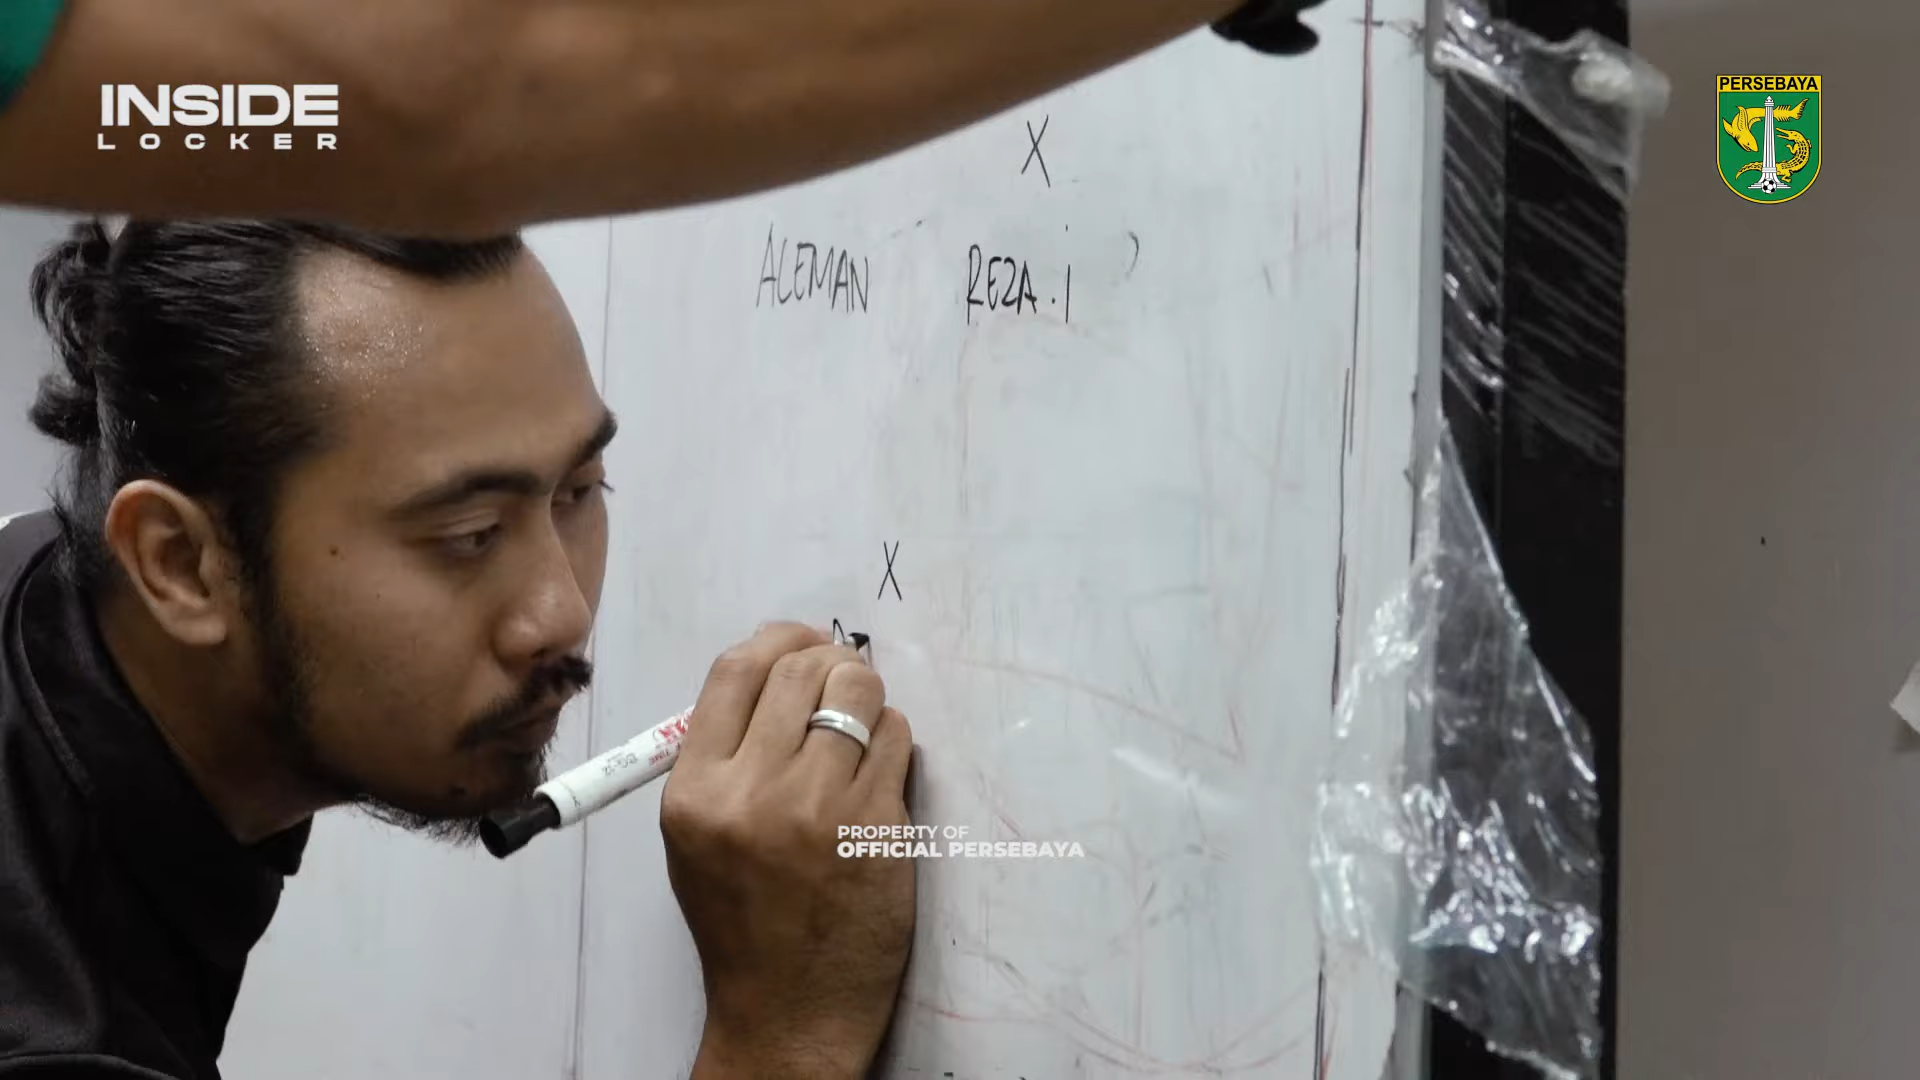 INSIDE
LOCKER
PERSEBAYA
X
ALEMAN REZA.i
X
PROPERTY OF
OFFICIAL PERSEBAYA